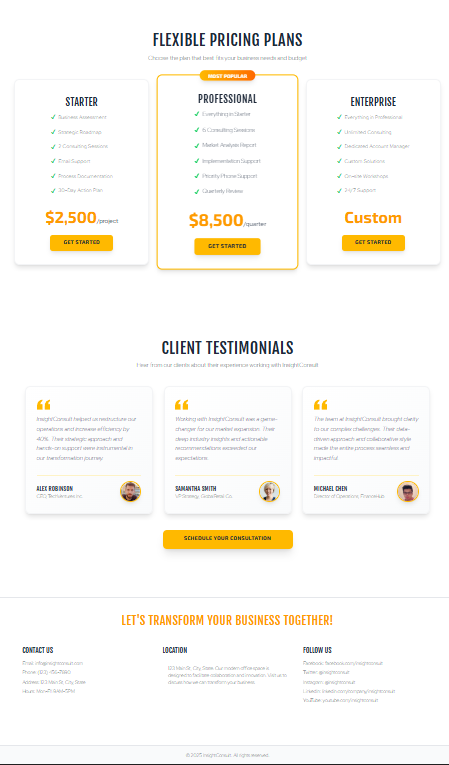 FLEXIBLE PRICING PLANS
Choose the plan that best fits your business needs and budget
STARTER
✓ Business Assessment
✓ Strategic Roadmap
✓ 2 Consulting Sessions
✓ Email Support
✓ Process Documentation
✓ 30-Day Action Plan
$2,500/project
GET STARTED
MOST POPULAR
PROFESSIONAL
✓ Everything in Starter
✓ 6 Consulting Sessions
✓ Market Analysis Report
✓ Implementation Support
✓ Priority Phone Support
✓ Quarterly Review
$8,500/quarter
GET STARTED
ENTERPRISE
✓ Everything in Professional
✓ Unlimited Consulting
✓ Dedicated Account Manager
✓ Custom Solutions
✓ On-site Workshops
✓ 24/7 Support
Custom
GET STARTED
CLIENT TESTIMONIALS
Hear from our clients about their experience working with InsightConsult
InsightConsult helped us restructure our
operations and increase efficiency by
40%. Their strategic approach and
hands-on support were instrumental in
our transformation journey.
ALEX ROBINSON
CEO, TechVentures Inc.
Working with InsightConsult was a game-
changer for our market expansion. Their
deep industry insights and actionable
recommendations exceeded our
expectations.
SAMANTHA SMITH
VP Strategy, GlobalRetail Co.
The team at InsightConsult brought clarity
to our complex challenges. Their data-
driven approach and collaborative style
made the entire process seamless and
impactful.
MICHAEL CHEN
Director of Operations, FinanceHub
SCHEDULE YOUR CONSULTATION
LET'S TRANSFORM YOUR BUSINESS TOGETHER!
CONTACT US
Email: info@insightconsult.com
Phone: (123) 456-7890
Address: 123 Main St, City, State
Hours: Mon-Fri 9AM-5PM
LOCATION
123 Main St, City, State. Our modern office space is
designed to facilitate collaboration and innovation. Visit us to
discuss how we can transform your business.
FOLLOW US
Facebook: facebook.com/insightconsult
Twitter: @insightconsult
Instagram: @insightconsult
LinkedIn: linkedin.com/company/insightconsult
YouTube: youtube.com/insightconsult
© 2025 InsightConsult. All rights reserved.